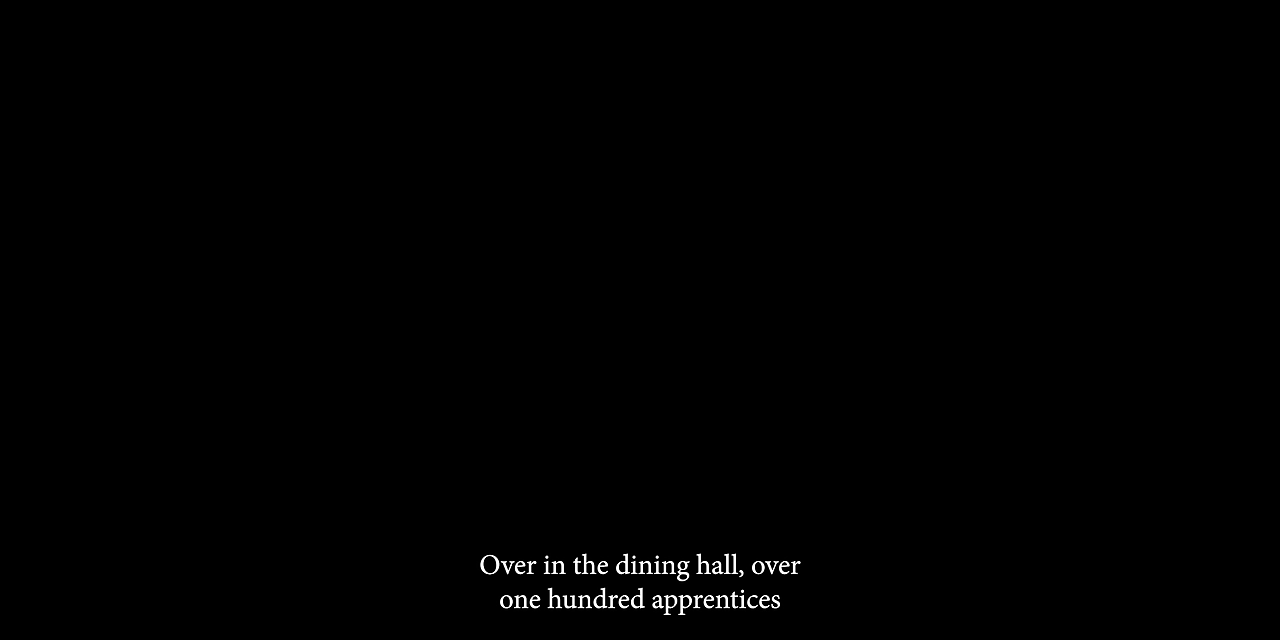 Over in the dining hall, over
one hundred apprentices